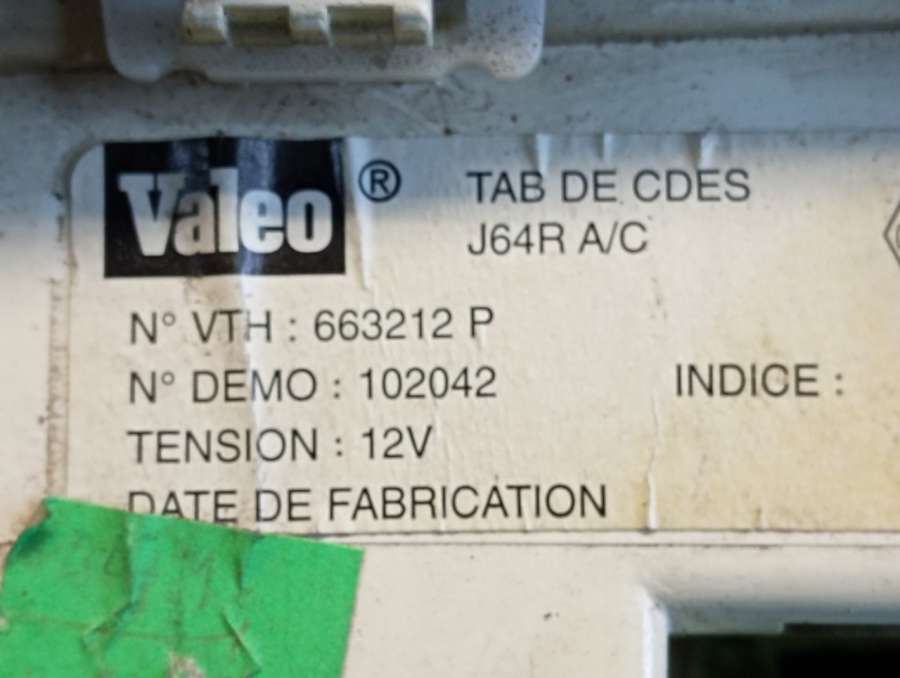 Valeo ® TAB DE CDES
J64R A/C
N° VTH : 663212 P
N° DEMO : 102042 INDICE :
TENSION : 12V
DATE DE FABRICATION